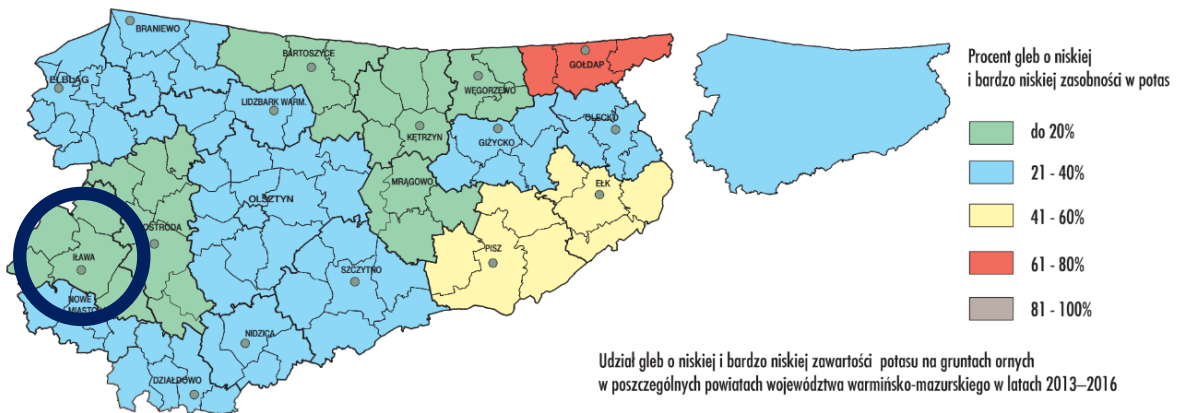 BRANIEWO
BARTOSZYCE
GOŁDAP
WĘGORZEWO
ELBLĄG
LIDZBARK WARM.
KĘTRZYN
GIŻYCKO
OLECKO
MRĄGOWO
EŁK
OLSZTYN
OSTRÓDA
PISZ
IŁAWA
SZCZYTNO
NOWE
MIASTO
NIDZICA
DZIAŁDOWO
Procent gleb o niskiej
i bardzo niskiej zasobności w potas
do 20%
21 - 40%
41 - 60%
61 - 80%
81 - 100%
Udział gleb o niskiej i bardzo niskiej zawartości potasu na gruntach ornych
w poszczególnych powiatach województwa warmińsko-mazurskiego w latach 2013–2016